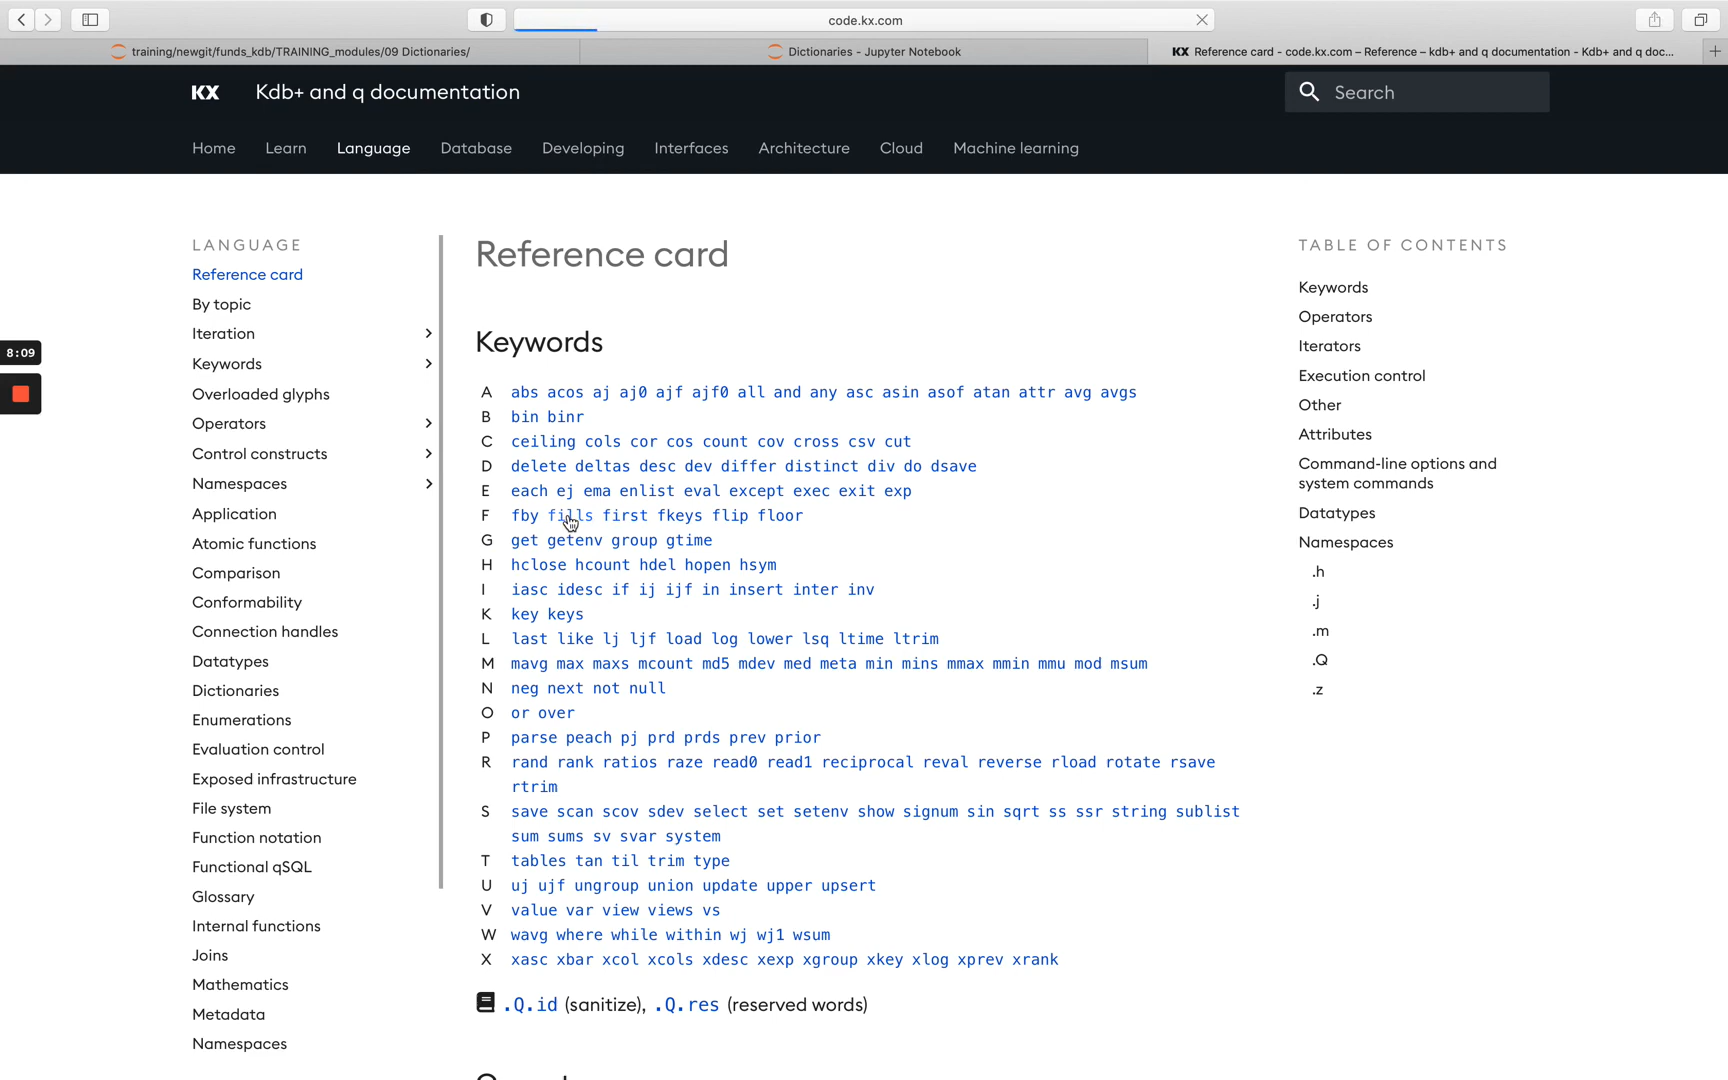 code.kx.com
training/newgit/funds_kdb/TRAINING_modules/09 Dictionaries/
Dictionaries - Jupyter Notebook
KX Reference card - code.kx.com – Reference – kdb+ and q documentation - Kdb+ and q doc...
KX Kdb+ and q documentation
Search
Home Learn Language Database Developing Interfaces Architecture Cloud Machine learning
LANGUAGE
Reference card
By topic
Iteration
Keywords
Overloaded glyphs
Operators
Control constructs
Namespaces
Application
Atomic functions
Comparison
Conformability
Connection handles
Datatypes
Dictionaries
Enumerations
Evaluation control
Exposed infrastructure
File system
Function notation
Functional qSQL
Glossary
Internal functions
Joins
Mathematics
Metadata
Namespaces
8:09
Reference card
Keywords
A abs acos aj aj0 ajf ajf0 all and any asc asin asof atan attr avg avgs
B bin binr
C ceiling cols cor cos count cov cross csv cut
D delete deltas desc dev differ distinct div do dsave
E each ej ema enlist eval except exec exit exp
F fby fills first fkeys flip floor
G get getenv group gtime
H hclose hcount hdel hopen hsym
I iasc idesc if ij ijf in insert inter inv
K key keys
L last like lj ljf load log lower lsq ltime ltrim
M mavg max maxs mcount md5 mdev med meta min mins mmax mmin mmu mod msum
N neg next not null
O or over
P parse peach pj prd prds prev prior
R rand rank ratios raze read0 read1 reciprocal reval reverse rload rotate rsave
rtrim
S save scan scov sdev select set setenv show signum sin sqrt ss ssr string sublist
sum sums sv svar system
T tables tan til trim type
U uj ujf ungroup union update upper upsert
V value var view views vs
W wavg where while within wj wj1 wsum
X xasc xbar xcol xcols xdesc xexp xgroup xkey xlog xprev xrank
.Q.id (sanitize), .Q.res (reserved words)
TABLE OF CONTENTS
Keywords
Operators
Iterators
Execution control
Other
Attributes
Command-line options and
system commands
Datatypes
Namespaces
.h
.j
.m
.Q
.z